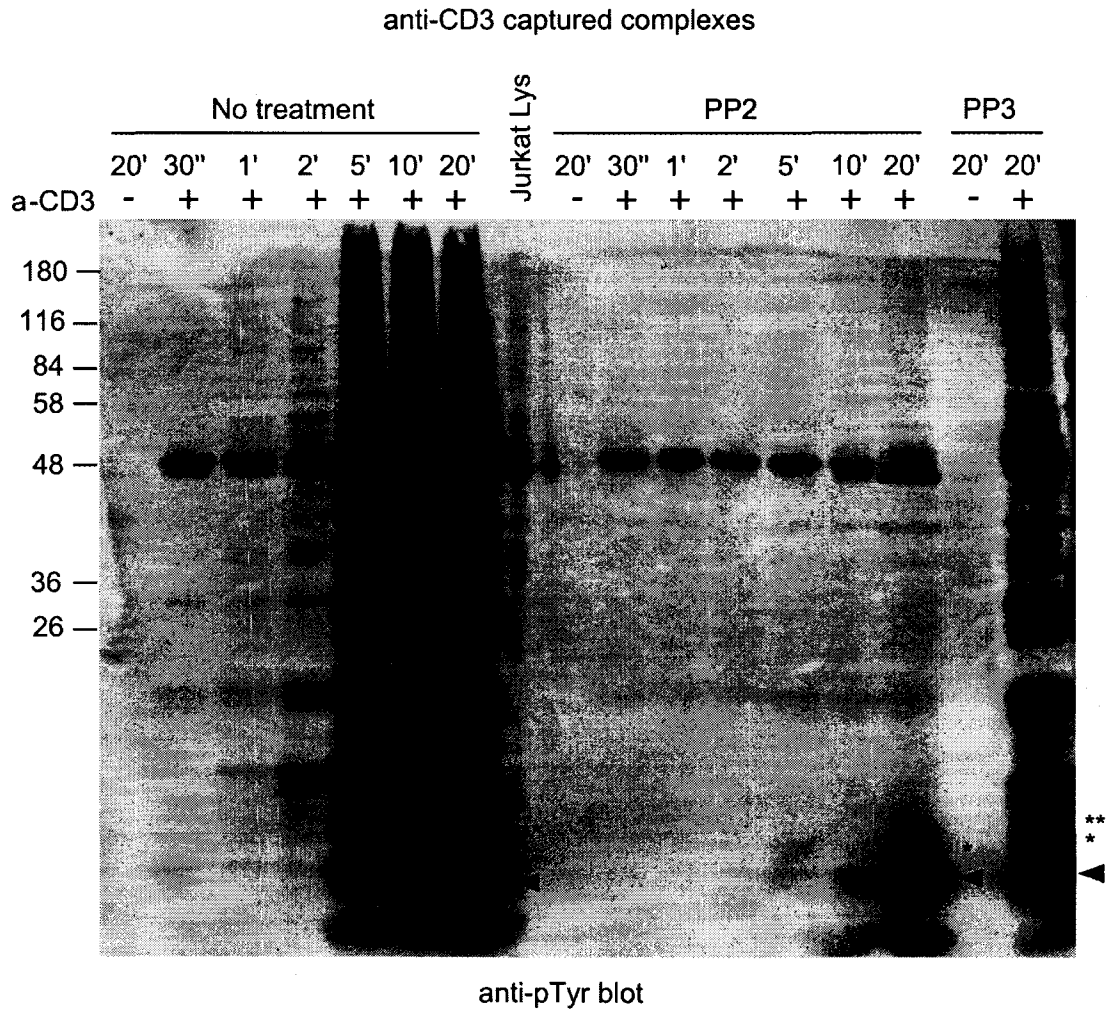 anti-CD3 captured complexes
No treatment
Jurkat Lys
PP2
PP3
20' 30" 1' 2' 5' 10' 20' 20' 30" 1' 2' 5' 10' 20' 20' 20'
a-CD3 - + + + + + + - + + + + + + - +
180
116
84
58
48
36
26
**
*
*
anti-pTyr blot